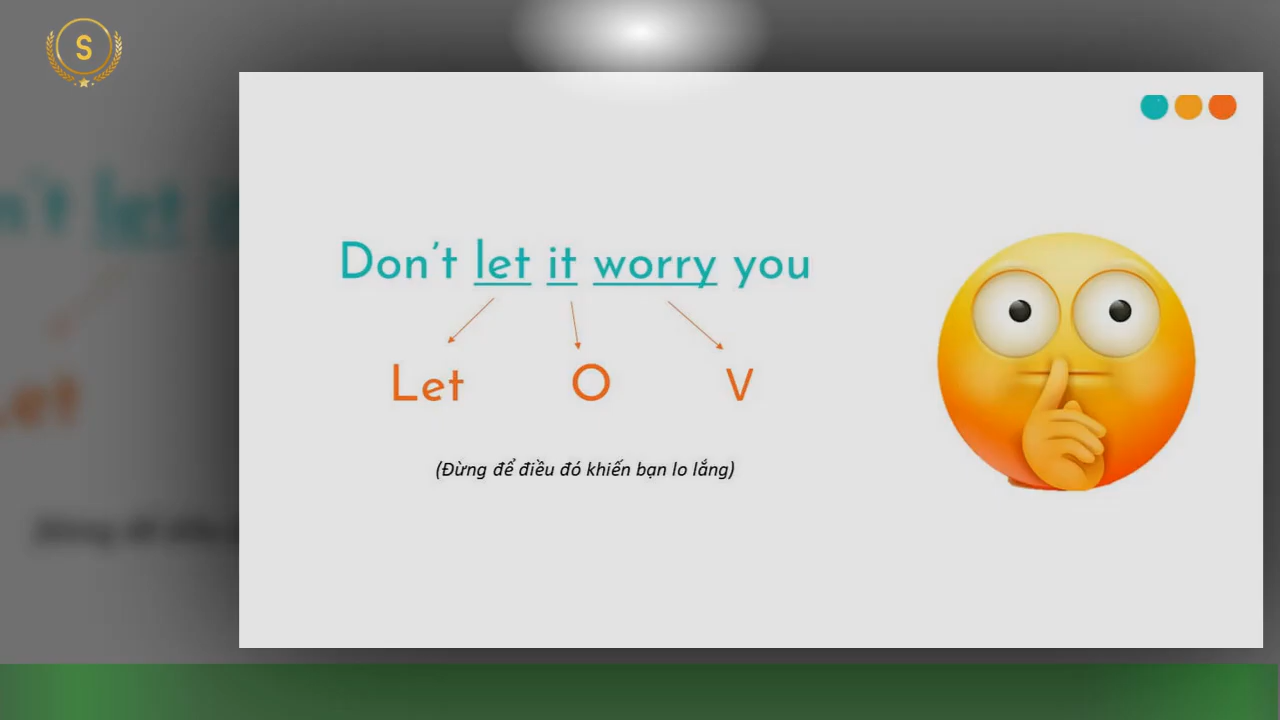 S
Don't let it worry you
Let O V
(Đừng để điều đó khiến bạn lo lắng)